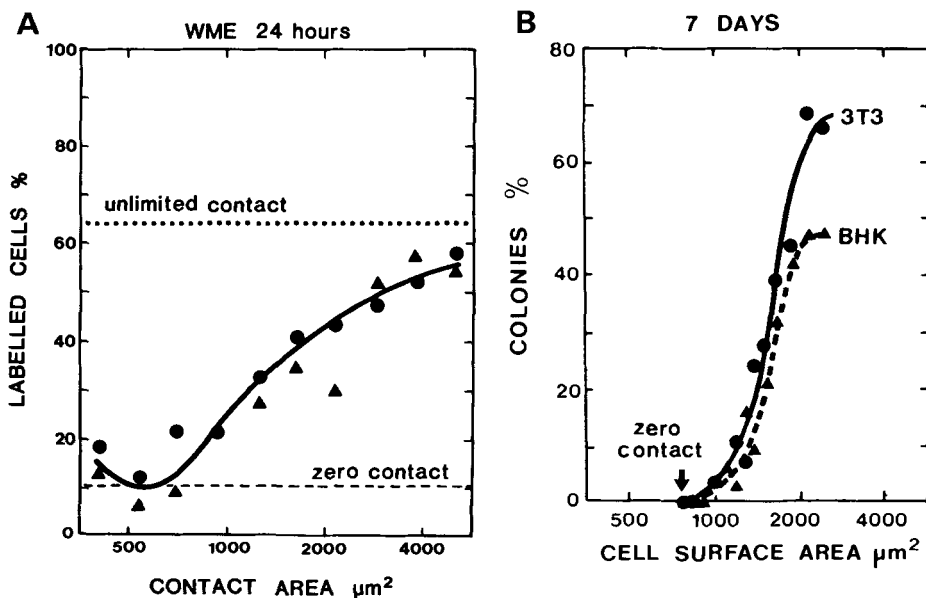 A
WME 24 hours
100
80
60
40
20
0
LABELLED CELLS %
unlimited contact
zero contact
500
1000
2000
4000
CONTACT AREA µm²
B
7 DAYS
80
60
40
20
0
COLONIES %
3T3
BHK
zero
contact
500
1000
2000
4000
CELL SURFACE AREA µm²